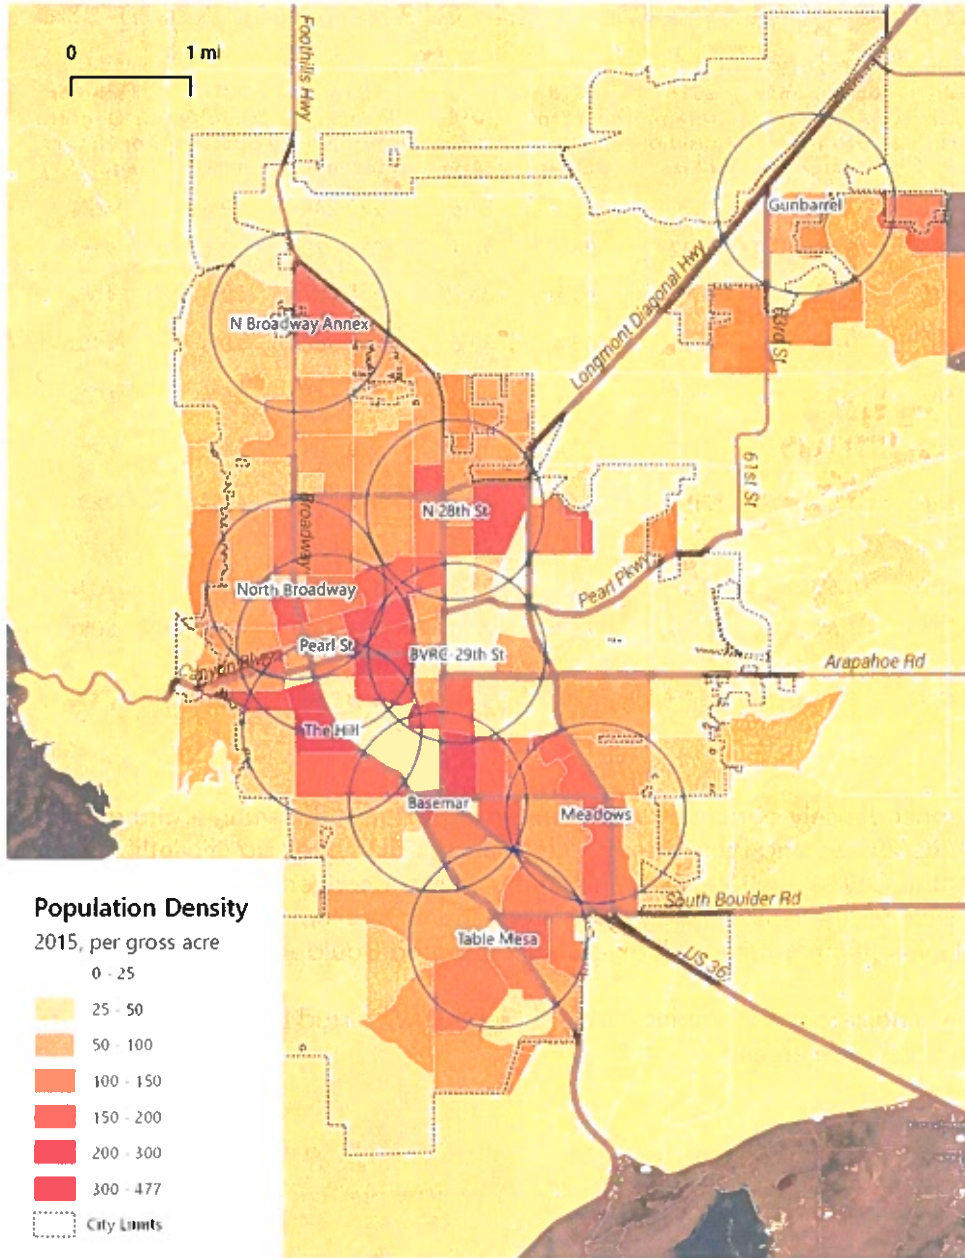 0 1 mi
Foothills Hwy
Gunbarrel
Longmont Diagonal Hwy
N Broadway Annex
63rd St
61st St
Broadway
N 28th St
Pearl Pkwy
North Broadway
Pearl St
BVRC-29th St
Canyon Blvd
Arapahoe Rd
The Hill
Basemar
Meadows
South Boulder Rd
Table Mesa
US 36
Population Density
2015, per gross acre
0 - 25
25 - 50
50 - 100
100 - 150
150 - 200
200 - 300
300 - 477
City Limits